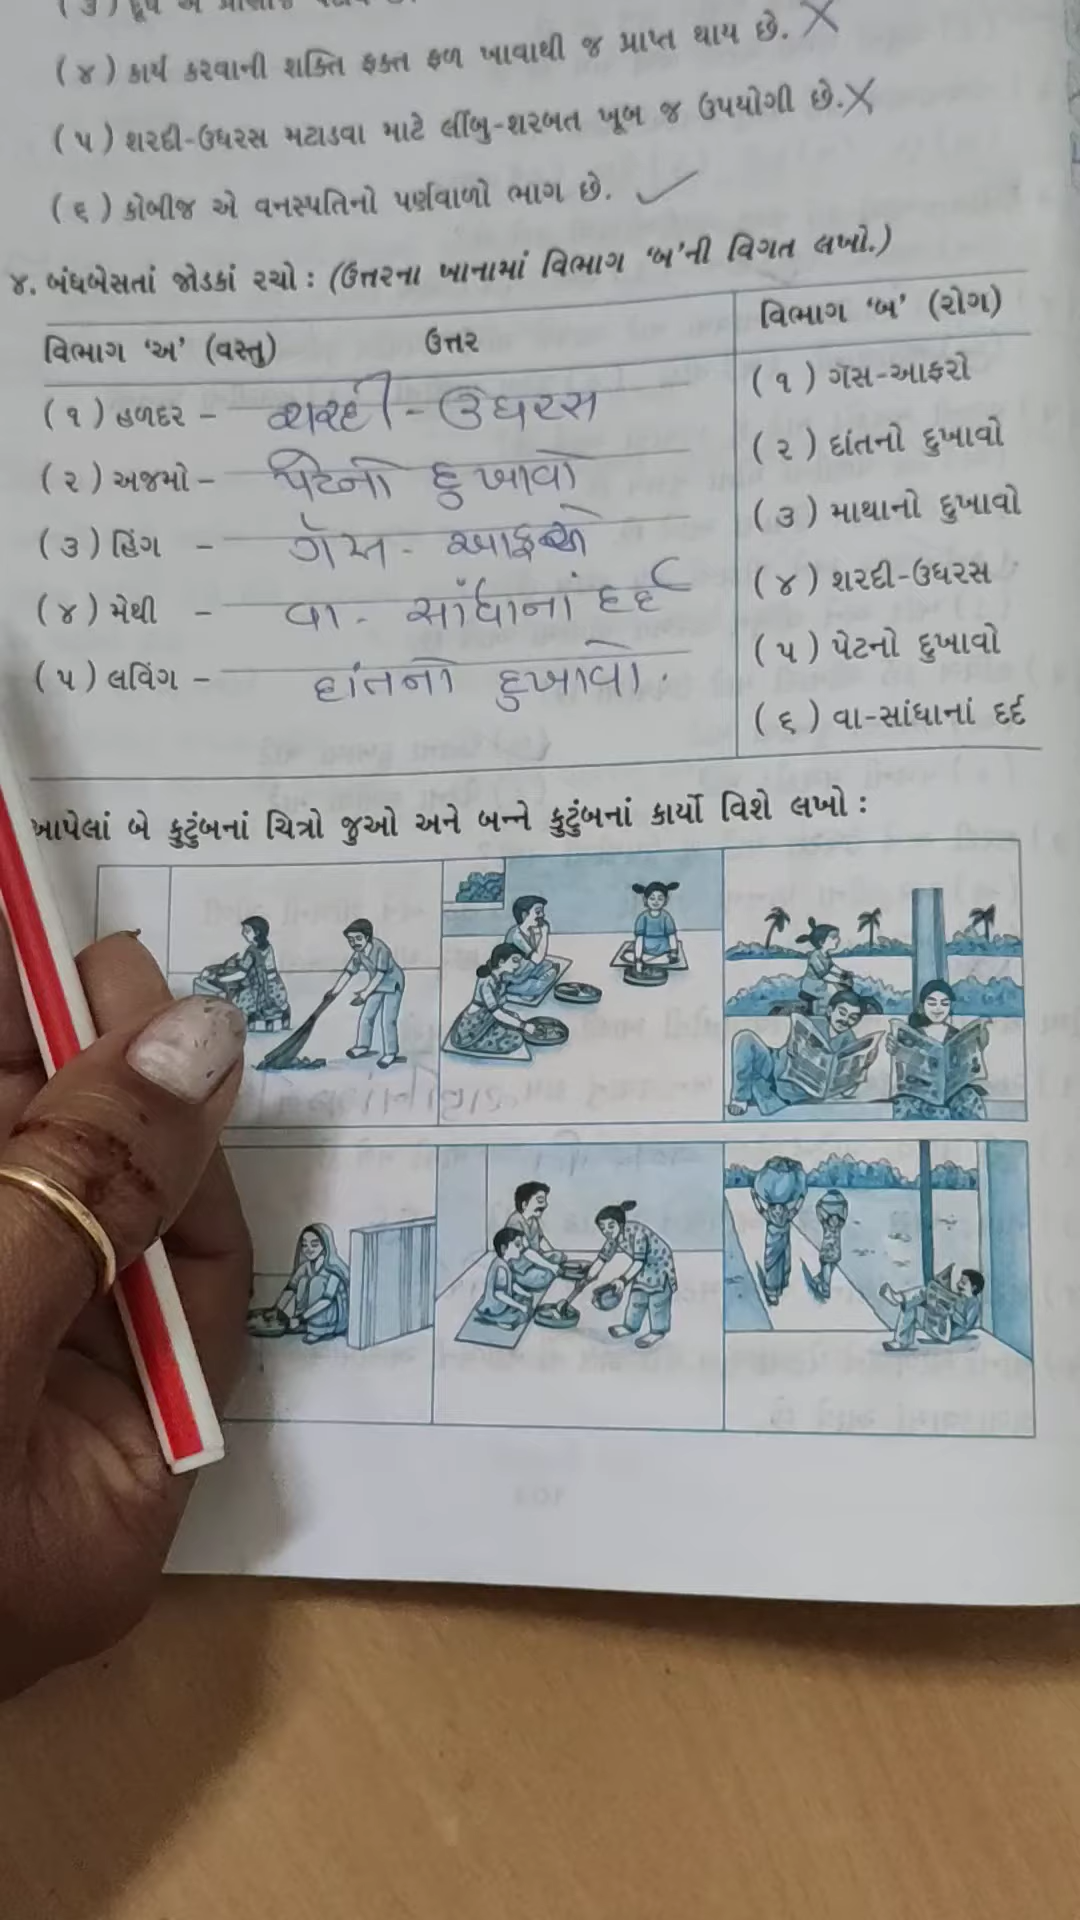 (૪) કાર્ય કરવાની શક્તિ ફક્ત ફળ ખાવાથી જ પ્રાપ્ત થાય છે. X
(૫) શરદી-ઉધરસ મટાડવા માટે લીંબુ-શરબત ખૂબ જ ઉપયોગી છે. X
(૬) કોબીજ એ વનસ્પતિનો પર્ણવાળો ભાગ છે. ✓
૪. બંધબેસતાં જોડકાં રચો : (ઉત્તરના ખાનામાં વિભાગ ‘બ’ની વિગત લખો.)
વિભાગ ‘અ’ (વસ્તુ) ઉત્તર વિભાગ ‘બ’ (રોગ)
(૧) હળદર - શરદી - ઉધરસ (૧) ગૅસ-આફરો
(૨) અજમો - પેટનો દુખાવો (૨) દાંતનો દુખાવો
(૩) હિંગ - ગૅસ - આફરો (૩) માથાનો દુખાવો
(૪) મેથી - વા - સાંધાનાં દર્દ (૪) શરદી-ઉધરસ
(૫) લવિંગ - દાંતનો દુખાવો. (૫) પેટનો દુખાવો
(૬) વા-સાંધાનાં દર્દ
આપેલાં બે કુટુંબનાં ચિત્રો જુઓ અને બન્ને કુટુંબનાં કાર્યો વિશે લખો :